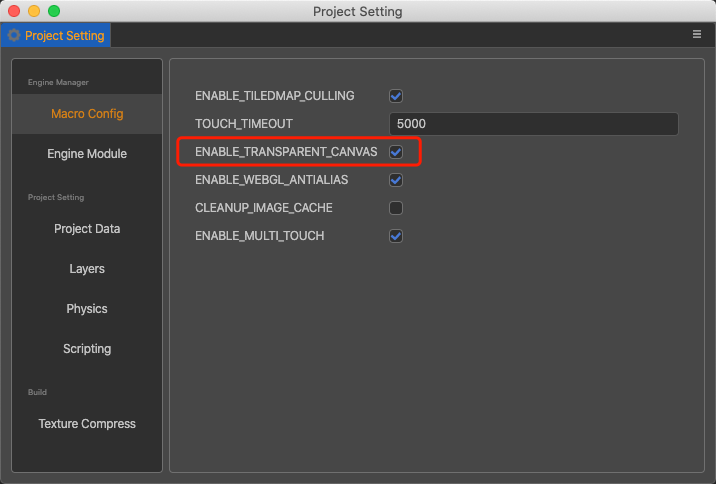 Project Setting
Project Setting
Engine Manager
Macro Config
Engine Module
Project Setting
Project Data
Layers
Physics
Scripting
Build
Texture Compress
ENABLE_TILEDMAP_CULLING
TOUCH_TIMEOUT 5000
ENABLE_TRANSPARENT_CANVAS
ENABLE_WEBGL_ANTIALIAS
CLEANUP_IMAGE_CACHE
ENABLE_MULTI_TOUCH